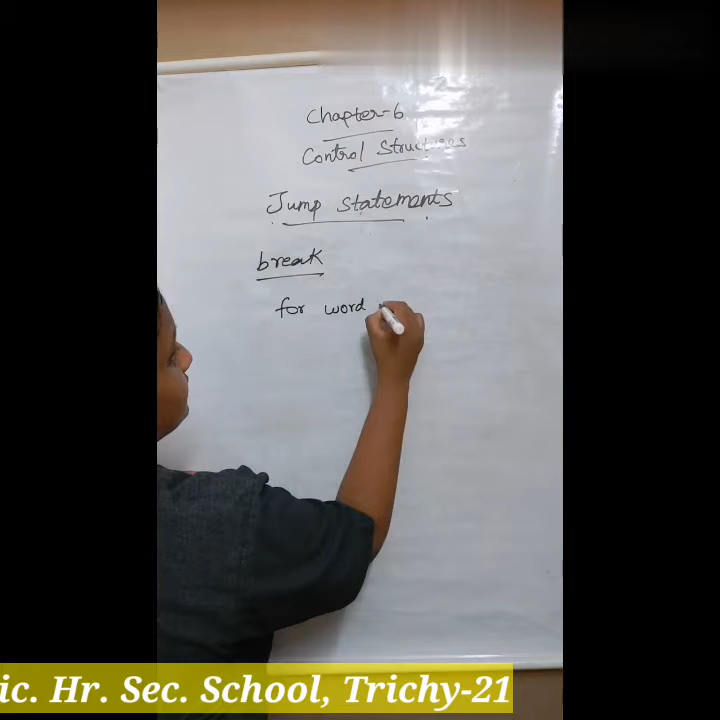 Chapter-6
Control Structures
Jump Statements
break
for word
ic. Hr. Sec. School, Trichy-21